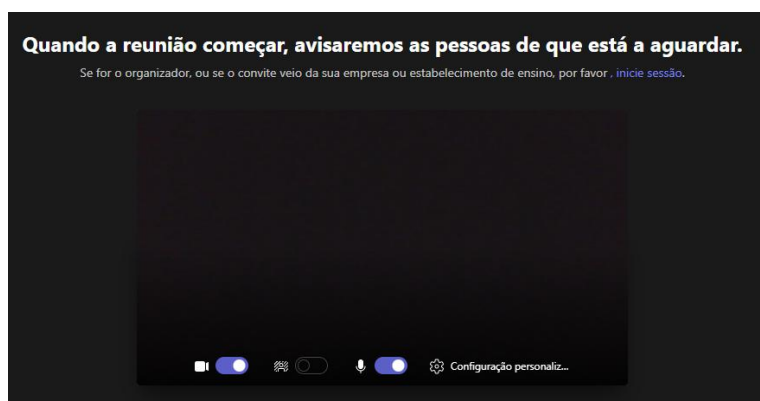 Quando a reunião começar, avisaremos as pessoas de que está a aguardar.
Se for o organizador, ou se o convite veio da sua empresa ou estabelecimento de ensino, por favor , inicie sessão.
Configuração personaliz...